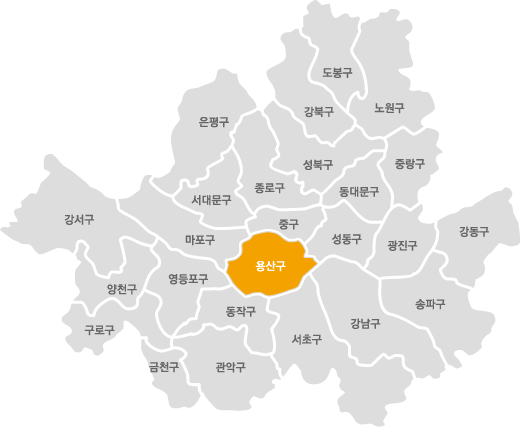 도봉구
노원구
강북구
은평구
성북구
중랑구
종로구
동대문구
서대문구
강서구
중구
마포구
성동구
광진구
강동구
용산구
영등포구
양천구
송파구
동작구
강남구
구로구
서초구
금천구
관악구